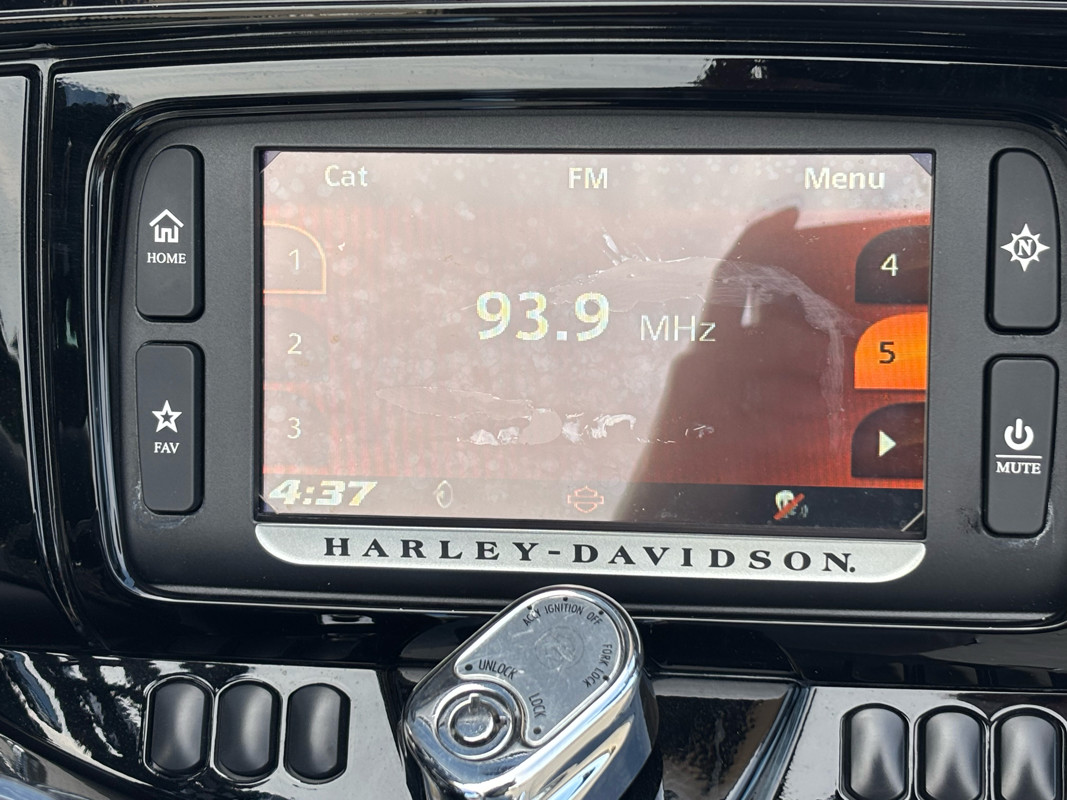 Cat FM Menu
HOME
1
4
N
93.9 MHz
2
5
3
FAV
MUTE
4:37
HARLEY-DAVIDSON.
ACCY IGNITION OFF
FORK LOCK
UNLOCK
LOCK